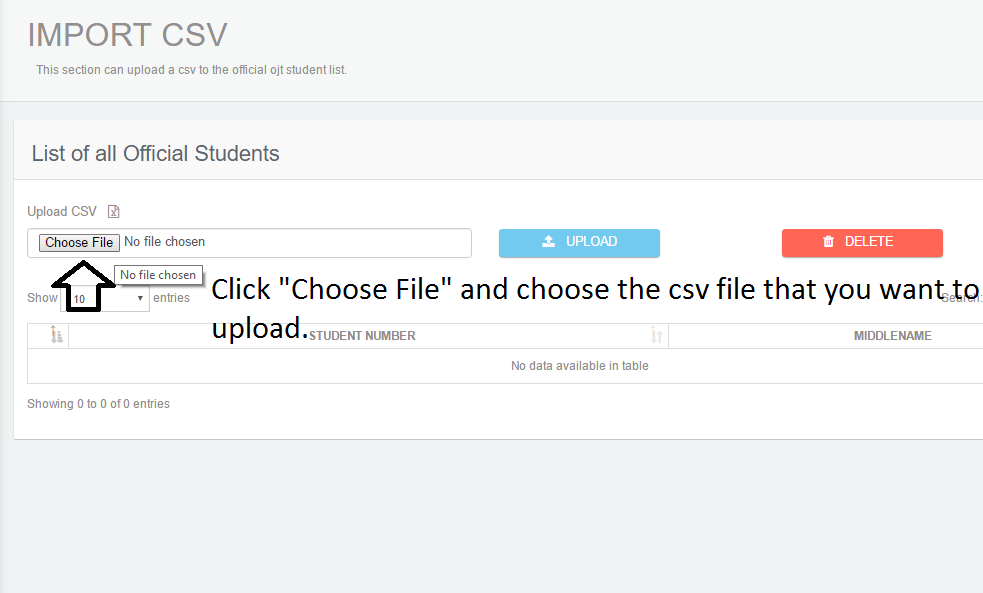 IMPORT CSV
This section can upload a csv to the official ojt student list.
List of all Official Students
Upload CSV
Choose File No file chosen
UPLOAD
DELETE
No file chosen
Show 10 entries
Search:
Click "Choose File" and choose the csv file that you want to
upload.
STUDENT NUMBER
MIDDLENAME
No data available in table
Showing 0 to 0 of 0 entries